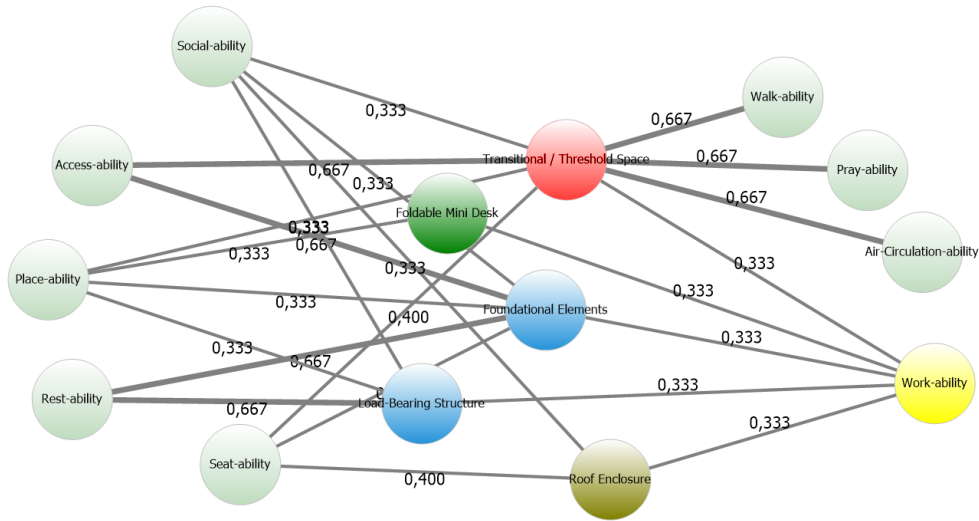 Social-ability
Walk-ability
0,333
0,667
Access-ability
Transitional / Threshold Space
0,667
Pray-ability
0,667
0,333
Foldable Mini Desk
0,667
0,333
0,667
0,333
Air-Circulation-ability
Place-ability
0,333
0,333
0,333
0,333
0,333
Foundational Elements
0,400
0,333
0,333
0,667
Work-ability
0,333
Rest-ability
0,667
Load-Bearing Structure
Seat-ability
0,400
Roof Enclosure
0,333